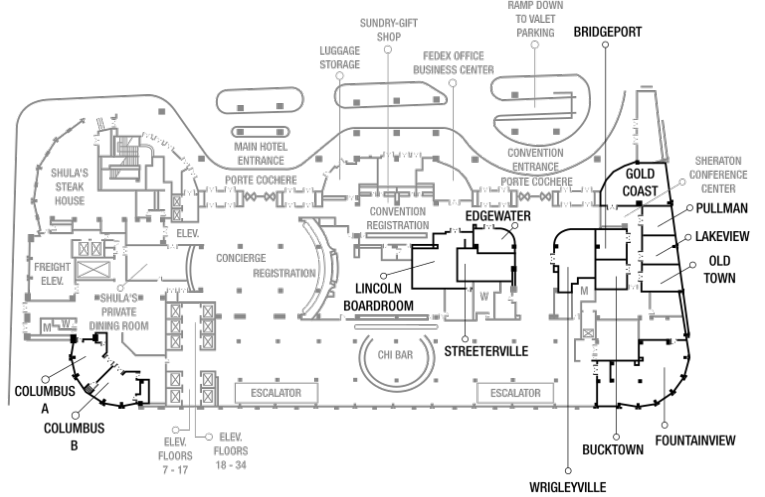 RAMP DOWN
TO VALET
PARKING
SUNDRY-GIFT
SHOP
BRIDGEPORT
LUGGAGE
STORAGE
FEDEX OFFICE
BUSINESS CENTER
MAIN HOTEL
ENTRANCE
CONVENTION
ENTRANCE
SHULA'S
STEAK
HOUSE
PORTE COCHERE
PORTE COCHERE
GOLD
COAST
SHERATON
CONFERENCE
CENTER
PULLMAN
CONVENTION
REGISTRATION
EDGEWATER
ELEV.
LAKEVIEW
CONCIERGE
REGISTRATION
OLD
TOWN
FREIGHT
ELEV.
LINCOLN
BOARDROOM
SHULA'S
PRIVATE
DINING ROOM
M
W
W
M
STREETERVILLE
CHI BAR
COLUMBUS
A
ESCALATOR
ESCALATOR
COLUMBUS
B
ELEV.
FLOORS
7 - 17
ELEV.
FLOORS
18 - 34
FOUNTAINVIEW
BUCKTOWN
WRIGLEYVILLE